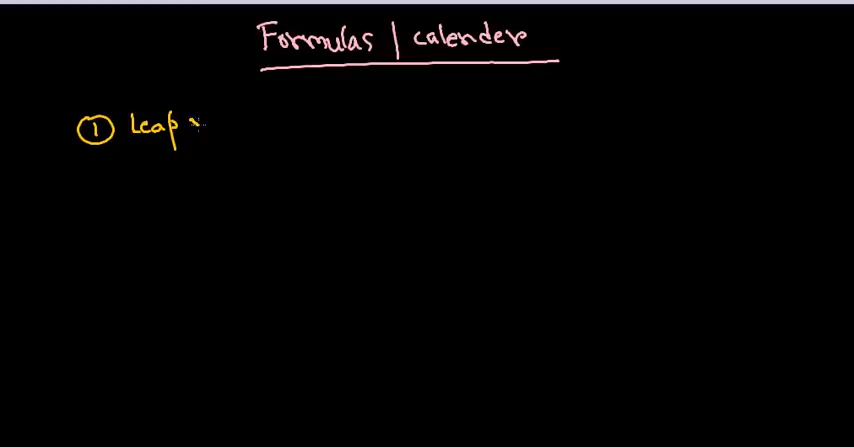 Formulas | calender
① Leap